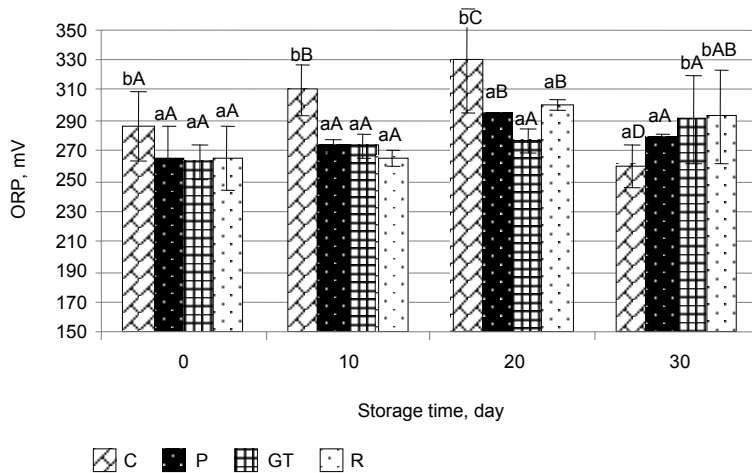 350
330
310
290
270
250
230
210
190
170
150
ORP, mV
bA aA aA aA
bB aA aA aA
bC aB aA aB
aD aA bA bAB
0 10 20 30
Storage time, day
C P GT R